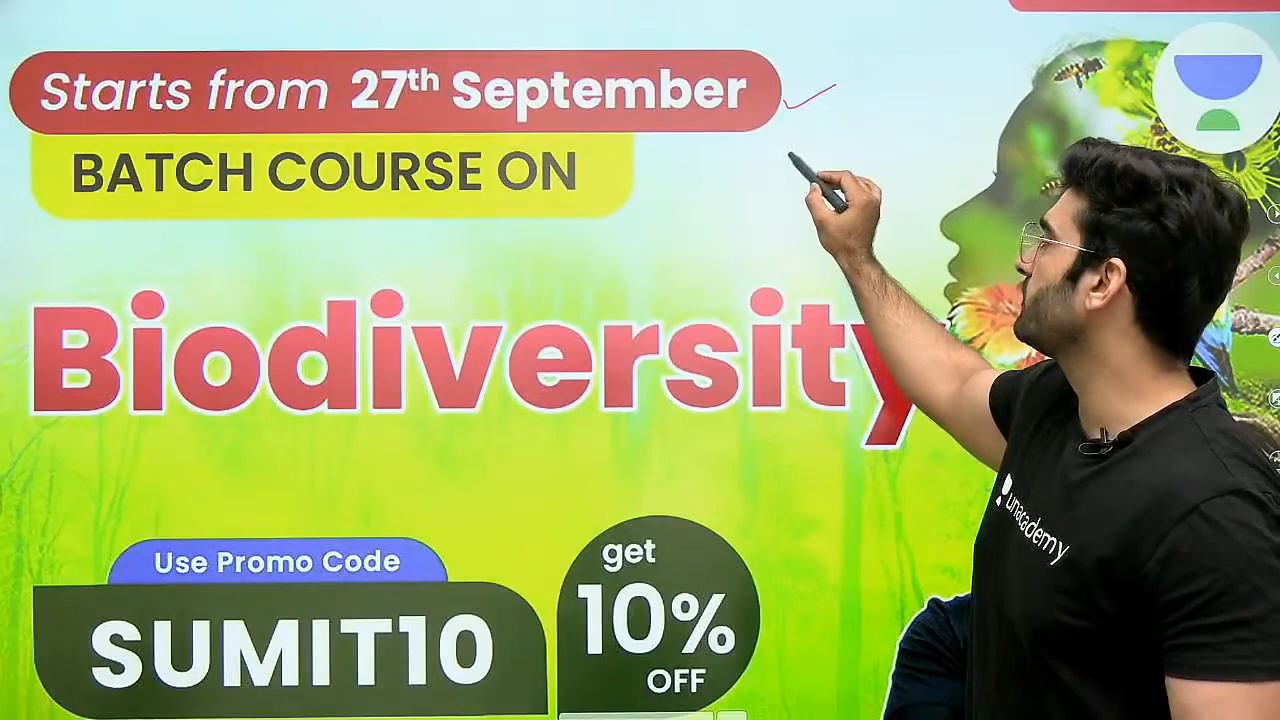 Starts from 27th September
BATCH COURSE ON
Biodiversity
Use Promo Code
SUMIT10
get
10%
OFF
unacademy